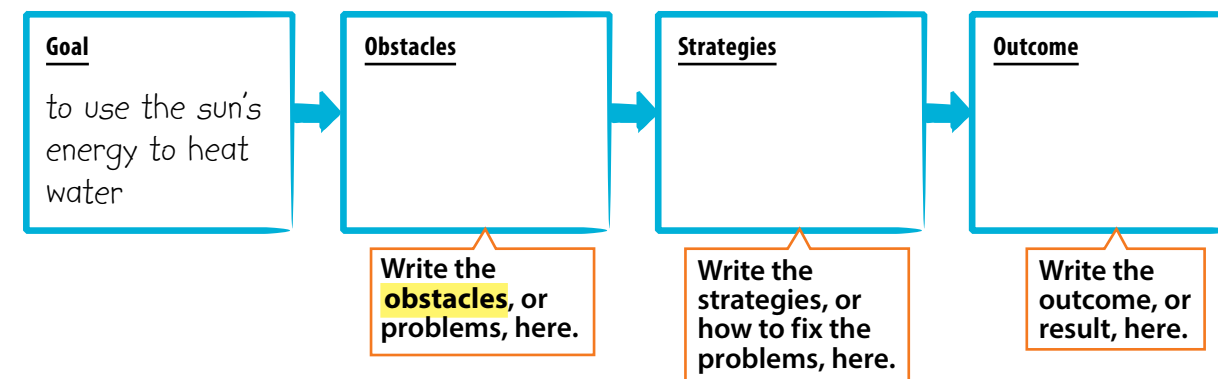 Goal
to use the sun's
energy to heat
water
Obstacles
Strategies
Outcome
Write the
obstacles, or
problems, here.
Write the
strategies, or
how to fix the
problems, here.
Write the
outcome, or
result, here.